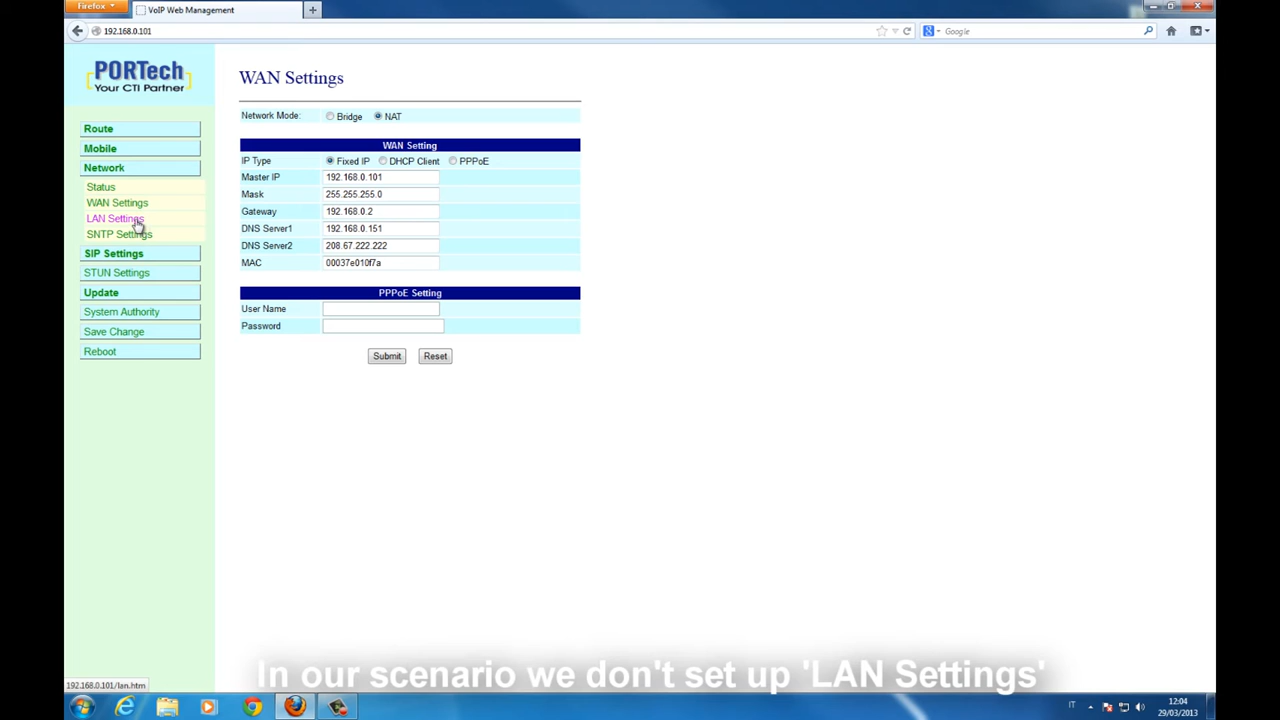 Firefox
VoIP Web Management
192.168.0.101
Google
PORTech
Your CTI Partner
Route
Mobile
Network
Status
WAN Settings
LAN Settings
SNTP Settings
SIP Settings
STUN Settings
Update
System Authority
Save Change
Reboot
WAN Settings
Network Mode: Bridge NAT
WAN Setting
IP Type Fixed IP DHCP Client PPPoE
Master IP 192.168.0.101
Mask 255.255.255.0
Gateway 192.168.0.2
DNS Server1 192.168.0.151
DNS Server2 208.67.222.222
MAC 00037e010f7a
PPPoE Setting
User Name
Password
Submit Reset
In our scenario we don't set up 'LAN Settings'
192.168.0.101/lan.htm
IT
12:04
29/03/2013